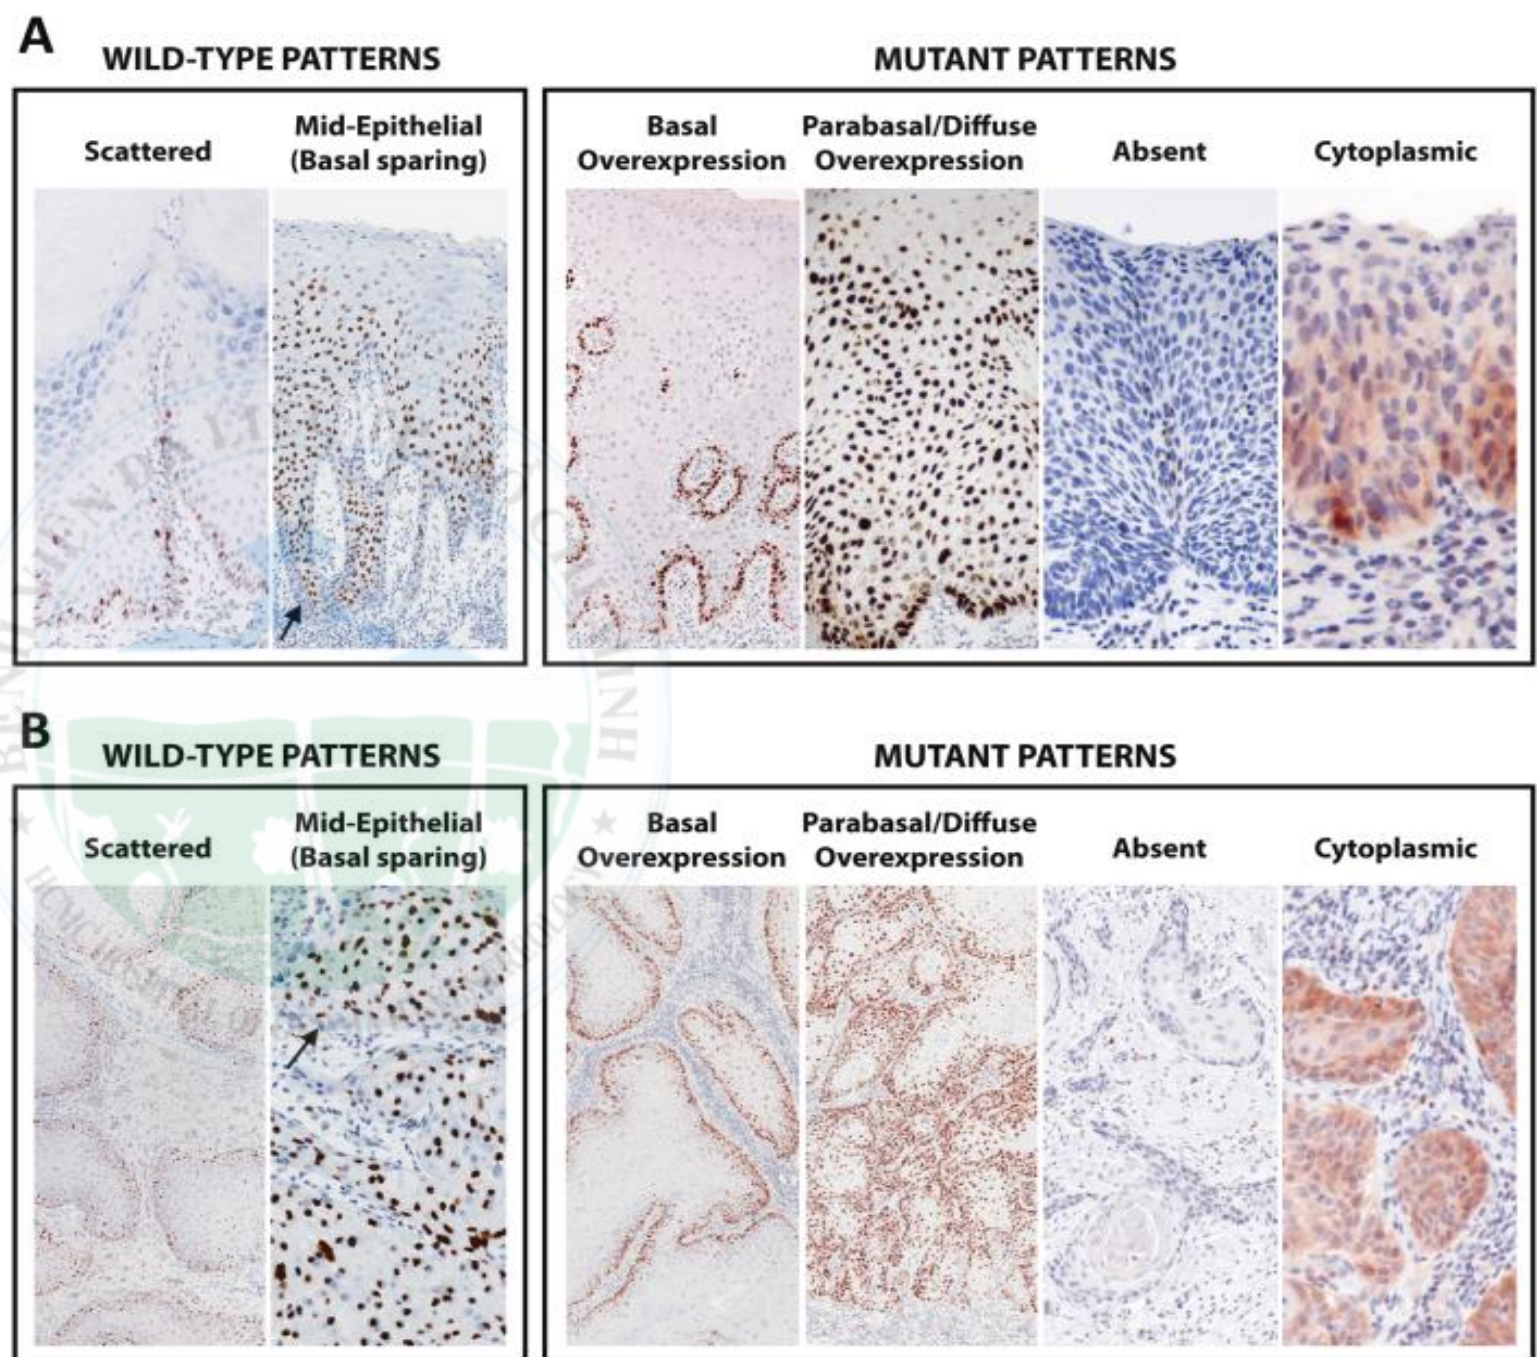 A
WILD-TYPE PATTERNS
MUTANT PATTERNS
Scattered
Mid-Epithelial
(Basal sparing)
Basal
Overexpression
Parabasal/Diffuse
Overexpression
Absent
Cytoplasmic
B
WILD-TYPE PATTERNS
MUTANT PATTERNS
Scattered
Mid-Epithelial
(Basal sparing)
Basal
Overexpression
Parabasal/Diffuse
Overexpression
Absent
Cytoplasmic